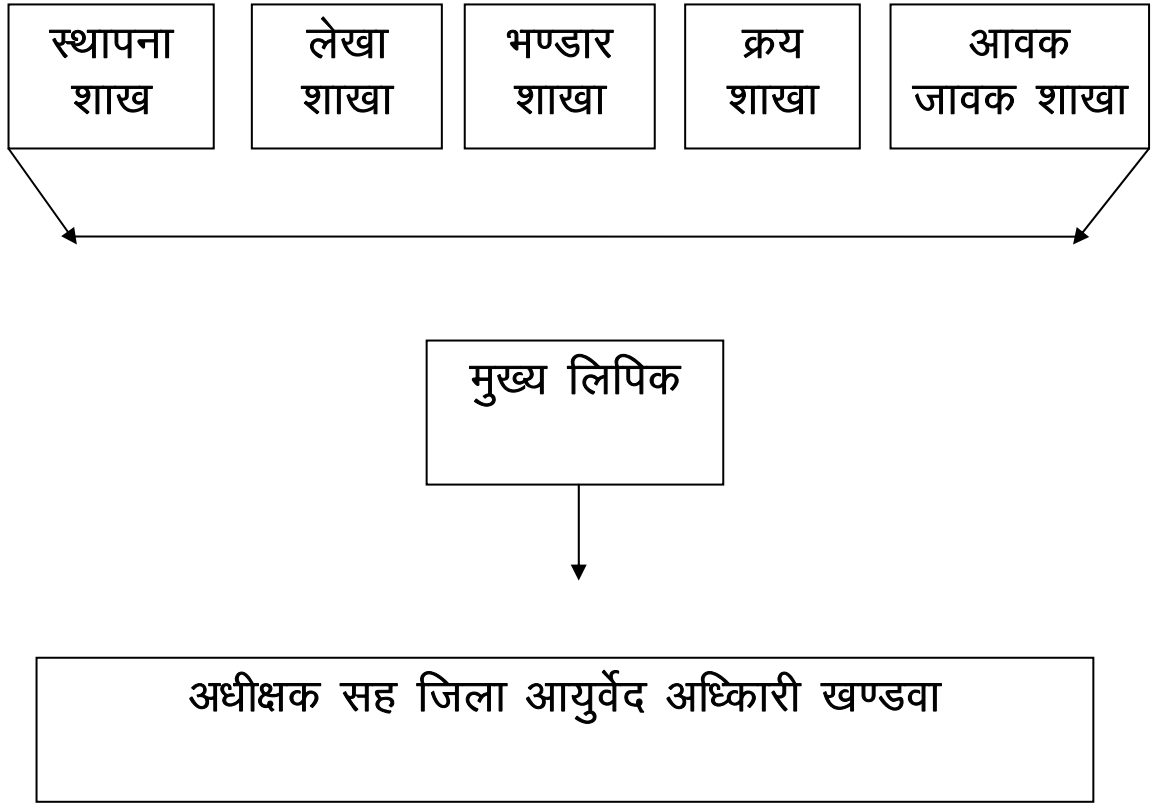 स्थापना
शाख
लेखा
शाखा
भण्डार
शाखा
क्रय
शाखा
आवक
जावक शाखा
मुख्य लिपिक
अधीक्षक सह जिला आयुर्वेद अध्किारी खण्डवा